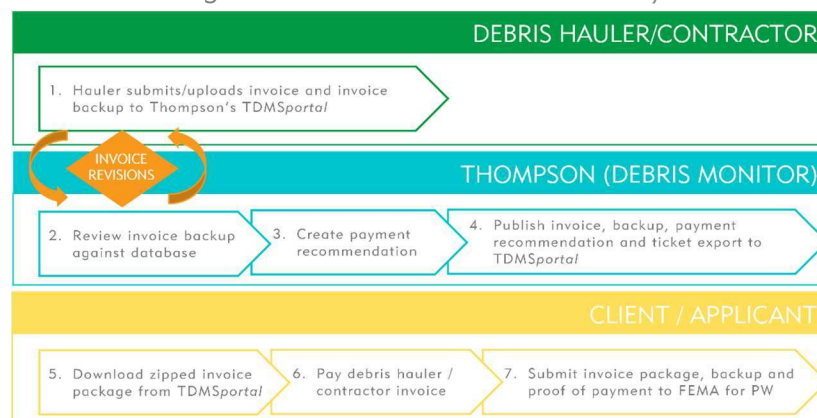 DEBRIS HAULER/CONTRACTOR
1. Hauler submits/uploads invoice and invoice
backup to Thompson's TDMSportal
INVOICE
REVISIONS
THOMPSON (DEBRIS MONITOR)
2. Review invoice backup
against database
3. Create payment
recommendation
4. Publish invoice, backup, payment
recommendation and ticket export to
TDMSportal
CLIENT / APPLICANT
5. Download zipped invoice
package from TDMSportal
6. Pay debris hauler /
contractor invoice
7. Submit invoice package, backup and
proof of payment to FEMA for PW